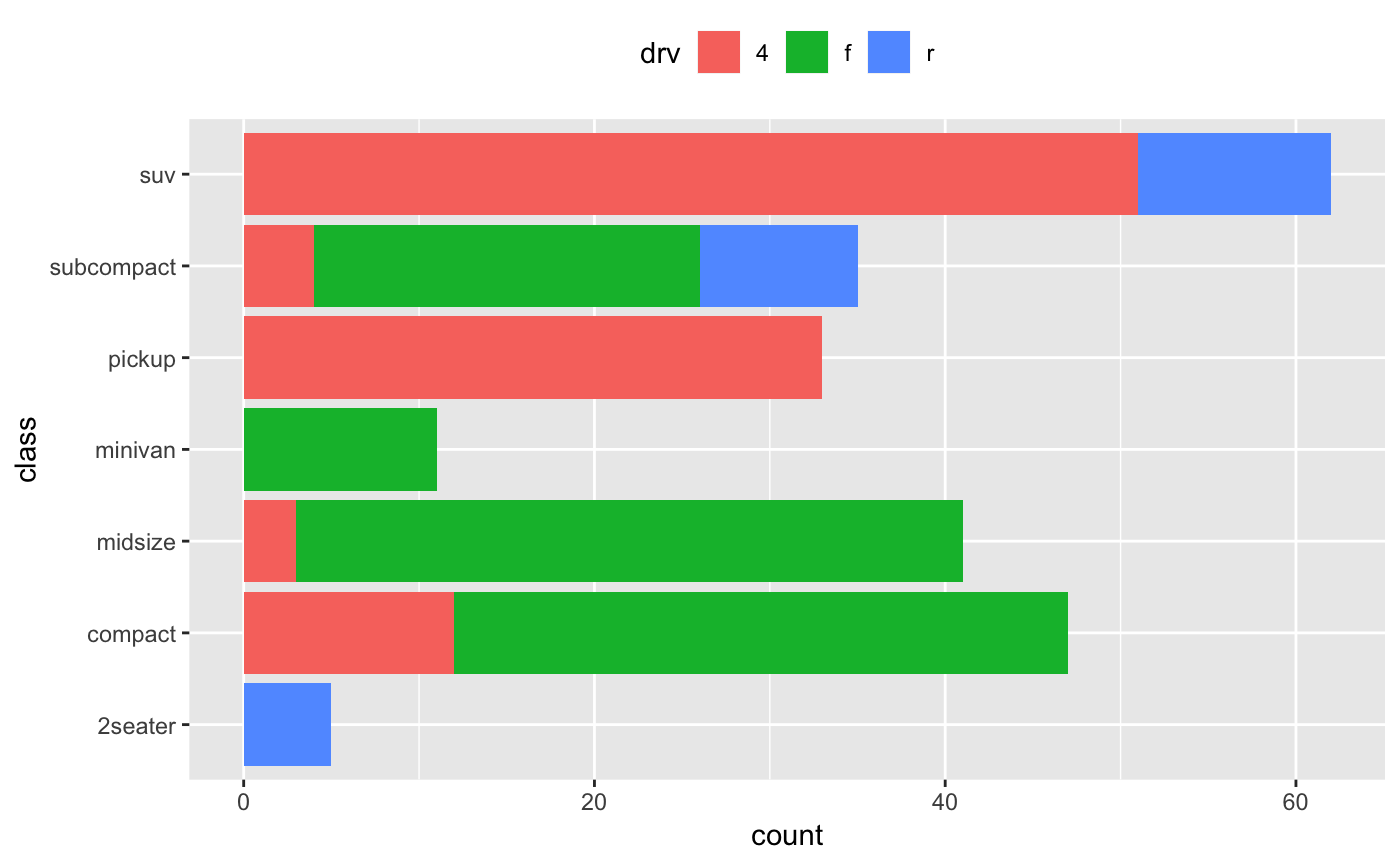 drv 4 f r
suv
subcompact
pickup
minivan
midsize
compact
2seater
class
0 20 40 60
count